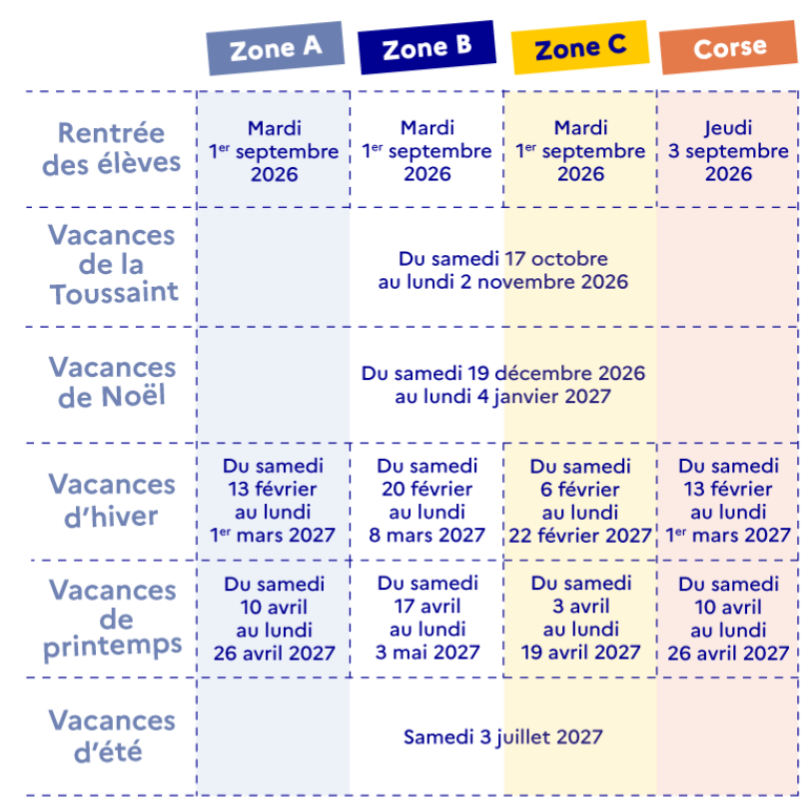 Zone A
Zone B
Zone C
Corse
Rentrée
des élèves
Mardi
1er septembre
2026
Mardi
1er septembre
2026
Mardi
1er septembre
2026
Jeudi
3 septembre
2026
Vacances
de la
Toussaint
Du samedi 17 octobre
au lundi 2 novembre 2026
Vacances
de Noël
Du samedi 19 décembre 2026
au lundi 4 janvier 2027
Vacances
d'hiver
Du samedi
13 février
au lundi
1er mars 2027
Du samedi
20 février
au lundi
8 mars 2027
Du samedi
6 février
au lundi
22 février 2027
Du samedi
13 février
au lundi
1er mars 2027
Vacances
de
printemps
Du samedi
10 avril
au lundi
26 avril 2027
Du samedi
17 avril
au lundi
3 mai 2027
Du samedi
3 avril
au lundi
19 avril 2027
Du samedi
10 avril
au lundi
26 avril 2027
Vacances
d'été
Samedi 3 juillet 2027